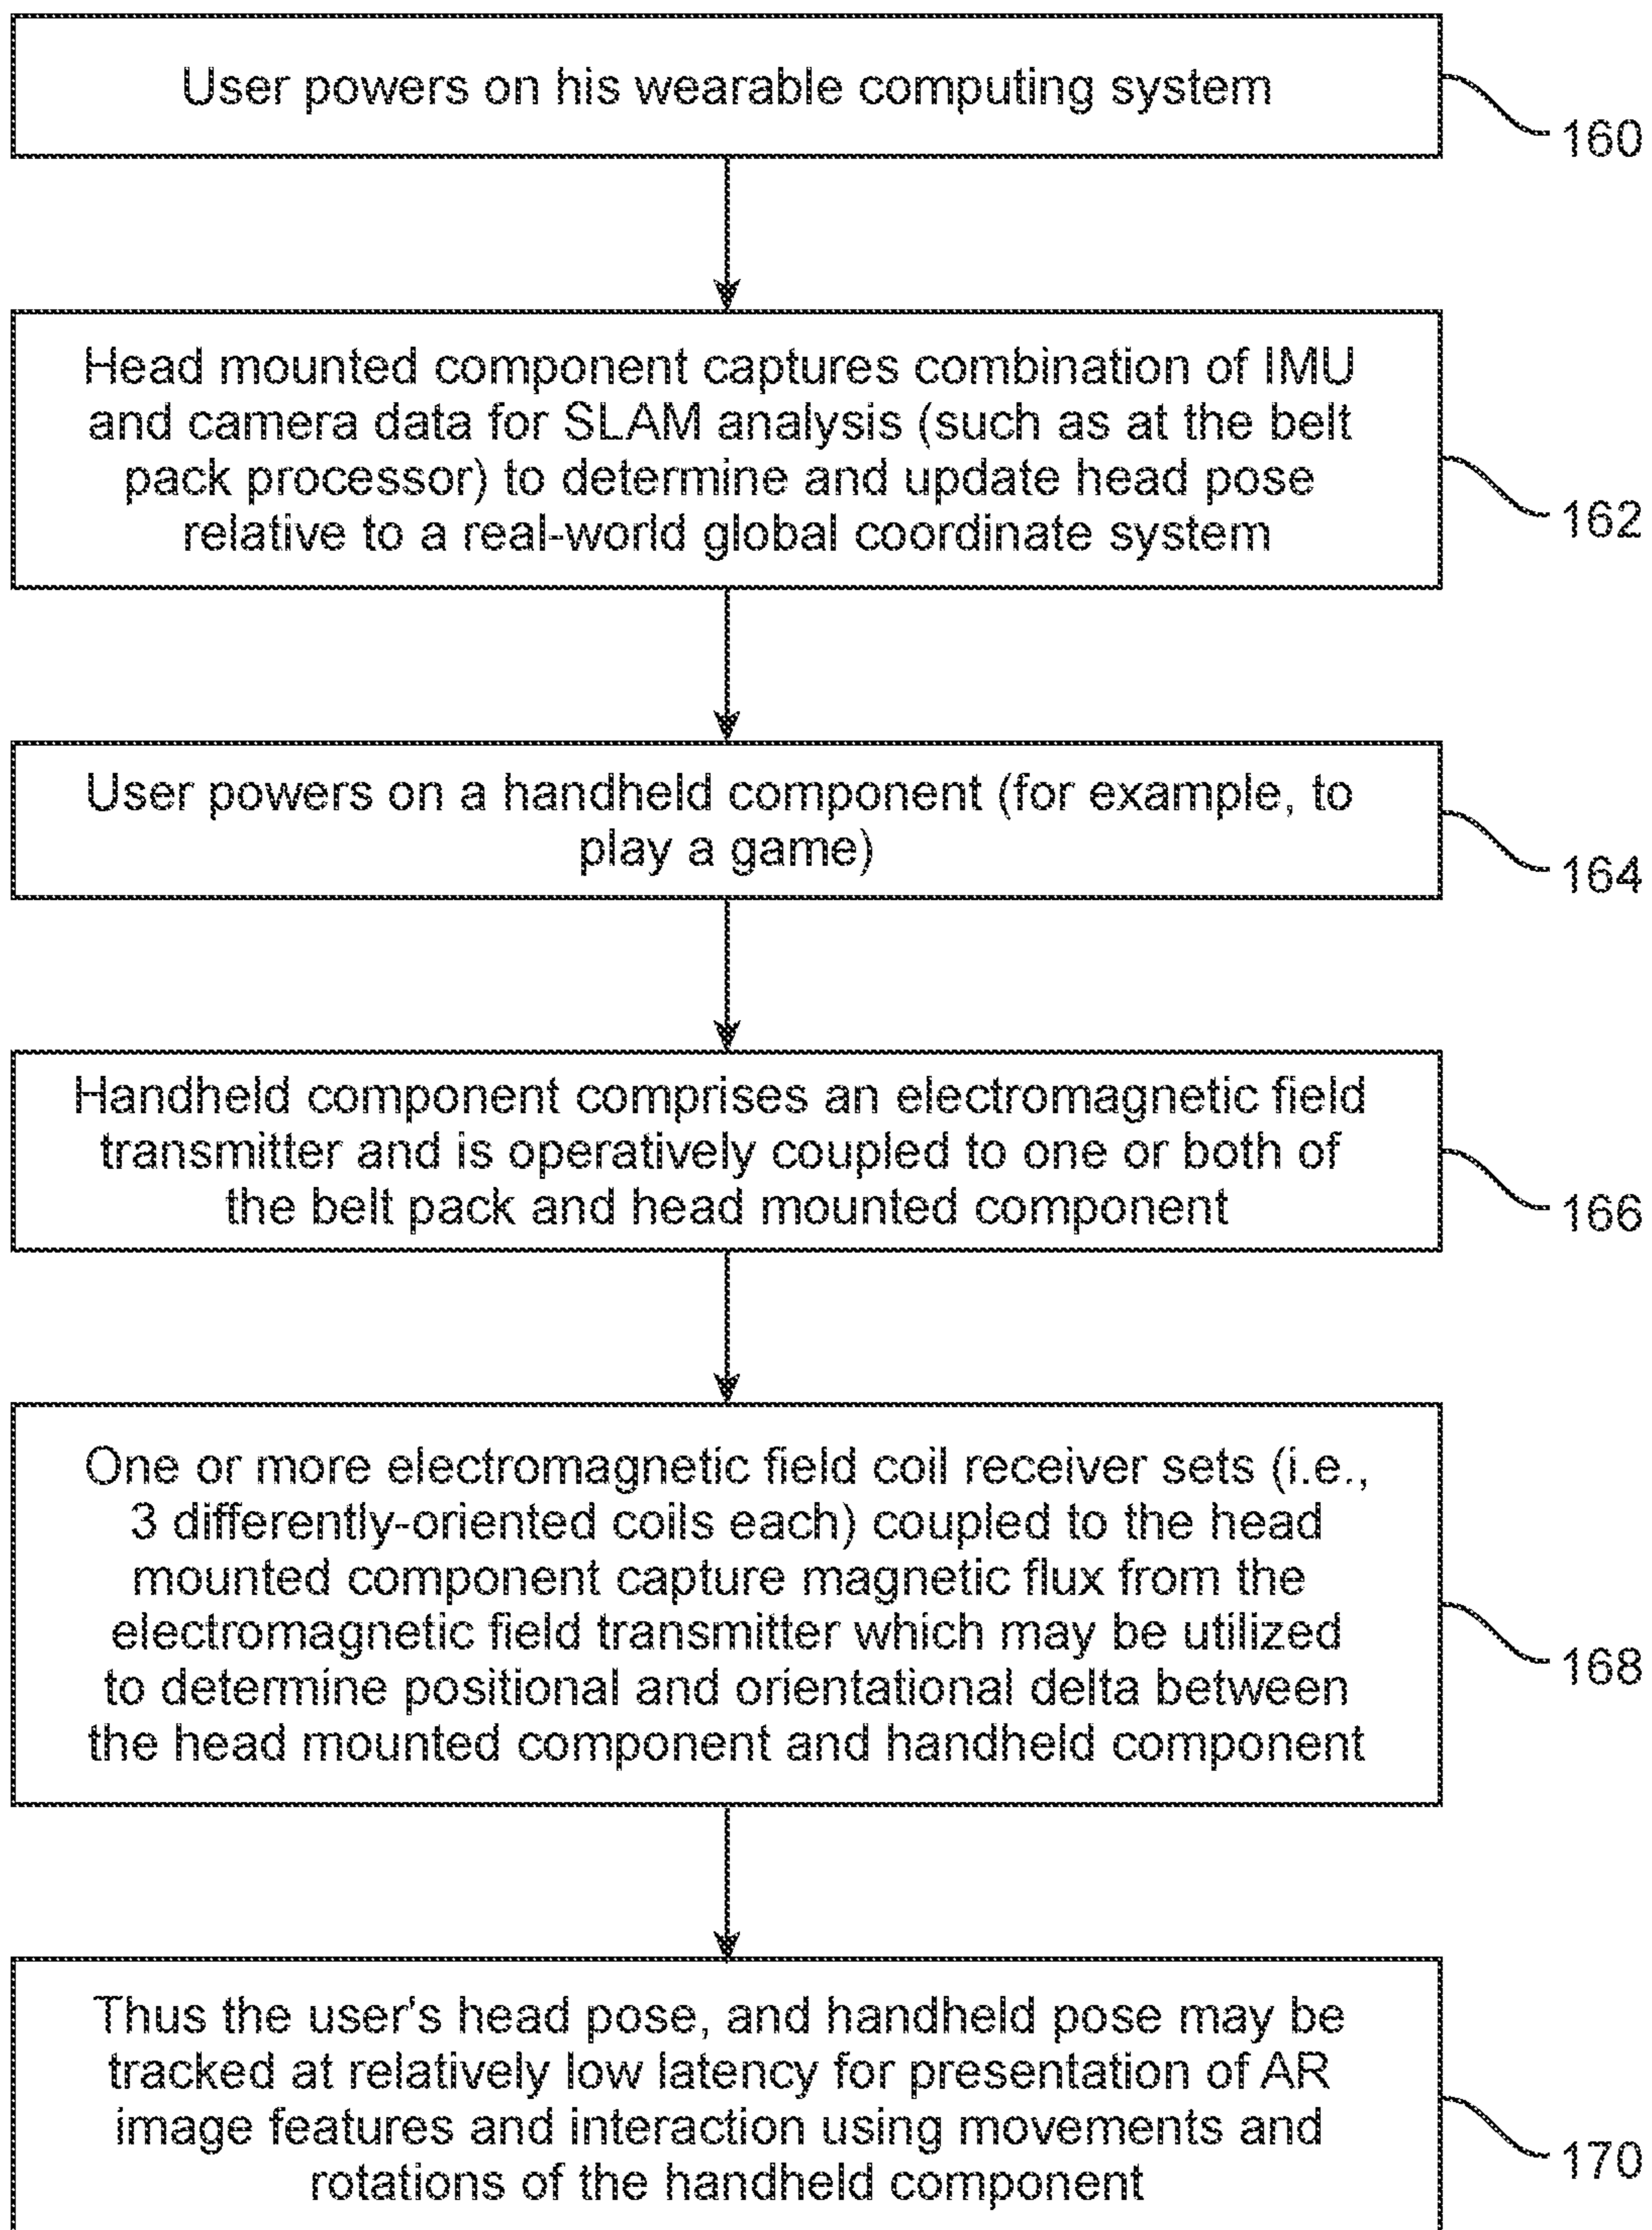 User powers on his wearable computing system
160
Head mounted component captures combination of IMU
and camera data for SLAM analysis (such as at the belt
pack processor) to determine and update head pose
relative to a real-world global coordinate system
162
User powers on a handheld component (for example, to
play a game)
164
Handheld component comprises an electromagnetic field
transmitter and is operatively coupled to one or both of
the belt pack and head mounted component
166
One or more electromagnetic field coil receiver sets (i.e.,
3 differently-oriented coils each) coupled to the head
mounted component capture magnetic flux from the
electromagnetic field transmitter which may be utilized
to determine positional and orientational delta between
the head mounted component and handheld component
168
Thus the user's head pose, and handheld pose may be
tracked at relatively low latency for presentation of AR
image features and interaction using movements and
rotations of the handheld component
170